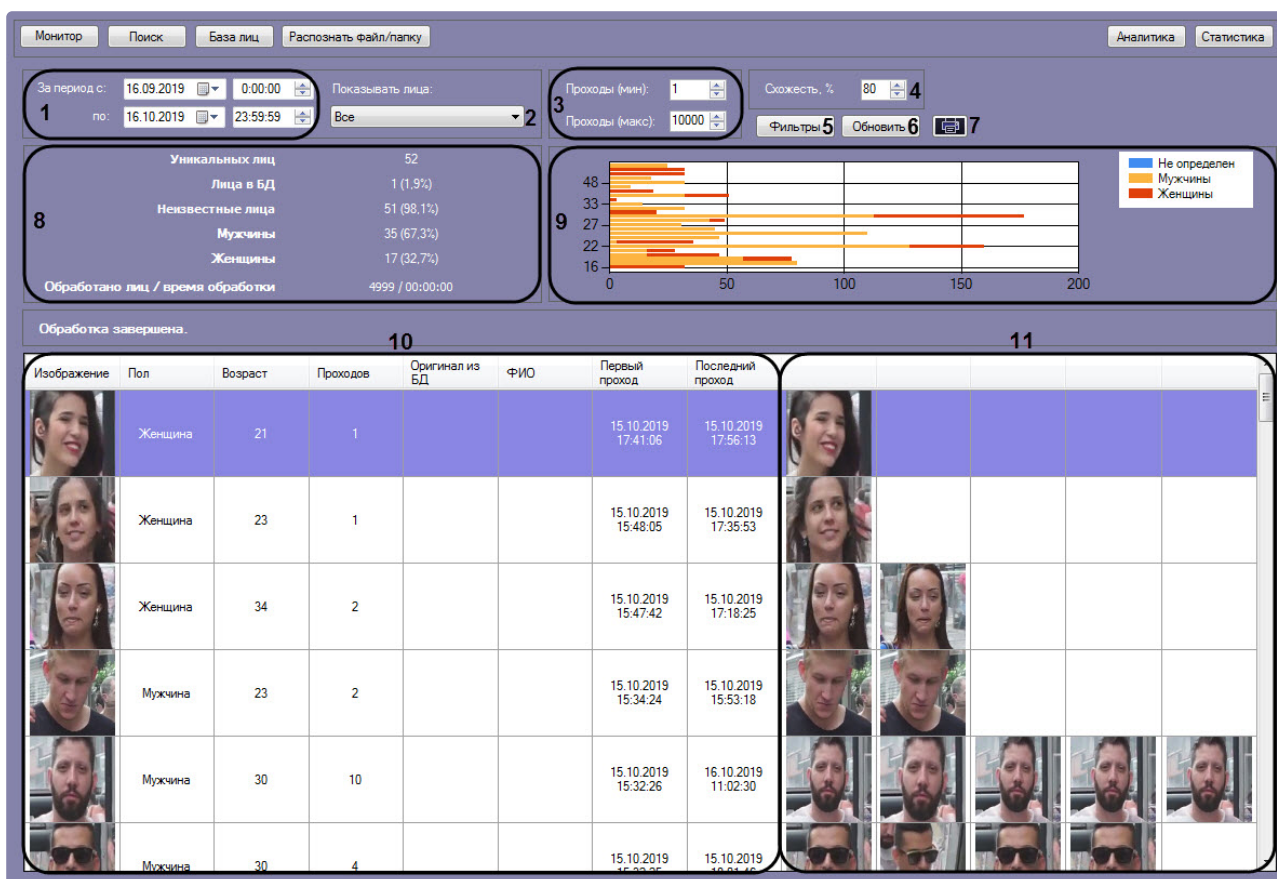 Монитор Поиск База лиц Распознать файл/папку Аналитика Статистика
За период с: 16.09.2019 0:00:00 Показывать лица: Проходы (мин): 1 Схожесть, % 80 4
1 по: 16.10.2019 23:59:59 Все 2 3 Проходы (макс): 10000 Фильтры 5 Обновить 6 7
8
Уникальных лиц 52
Лица в БД 1 (1,9%)
Неизвестные лица 51 (98,1%)
Мужчины 35 (67,3%)
Женщины 17 (32,7%)
Обработано лиц / время обработки 4999 / 00:00:00
9
48
33
27
22
16
0 50 100 150 200
Не определен
Мужчины
Женщины
Обработка завершена.
10 11
Изображение Пол Возраст Проходов Оригинал из БД ФИО Первый проход Последний проход
Женщина 21 1 15.10.2019 17:41:06 15.10.2019 17:56:13
Женщина 23 1 15.10.2019 15:48:05 15.10.2019 17:35:53
Женщина 34 2 15.10.2019 15:47:42 15.10.2019 17:18:25
Мужчина 23 2 15.10.2019 15:34:24 15.10.2019 15:53:18
Мужчина 30 10 15.10.2019 15:32:26 16.10.2019 11:02:30
Мужчина 30 4 15.10.2019 15.10.2019